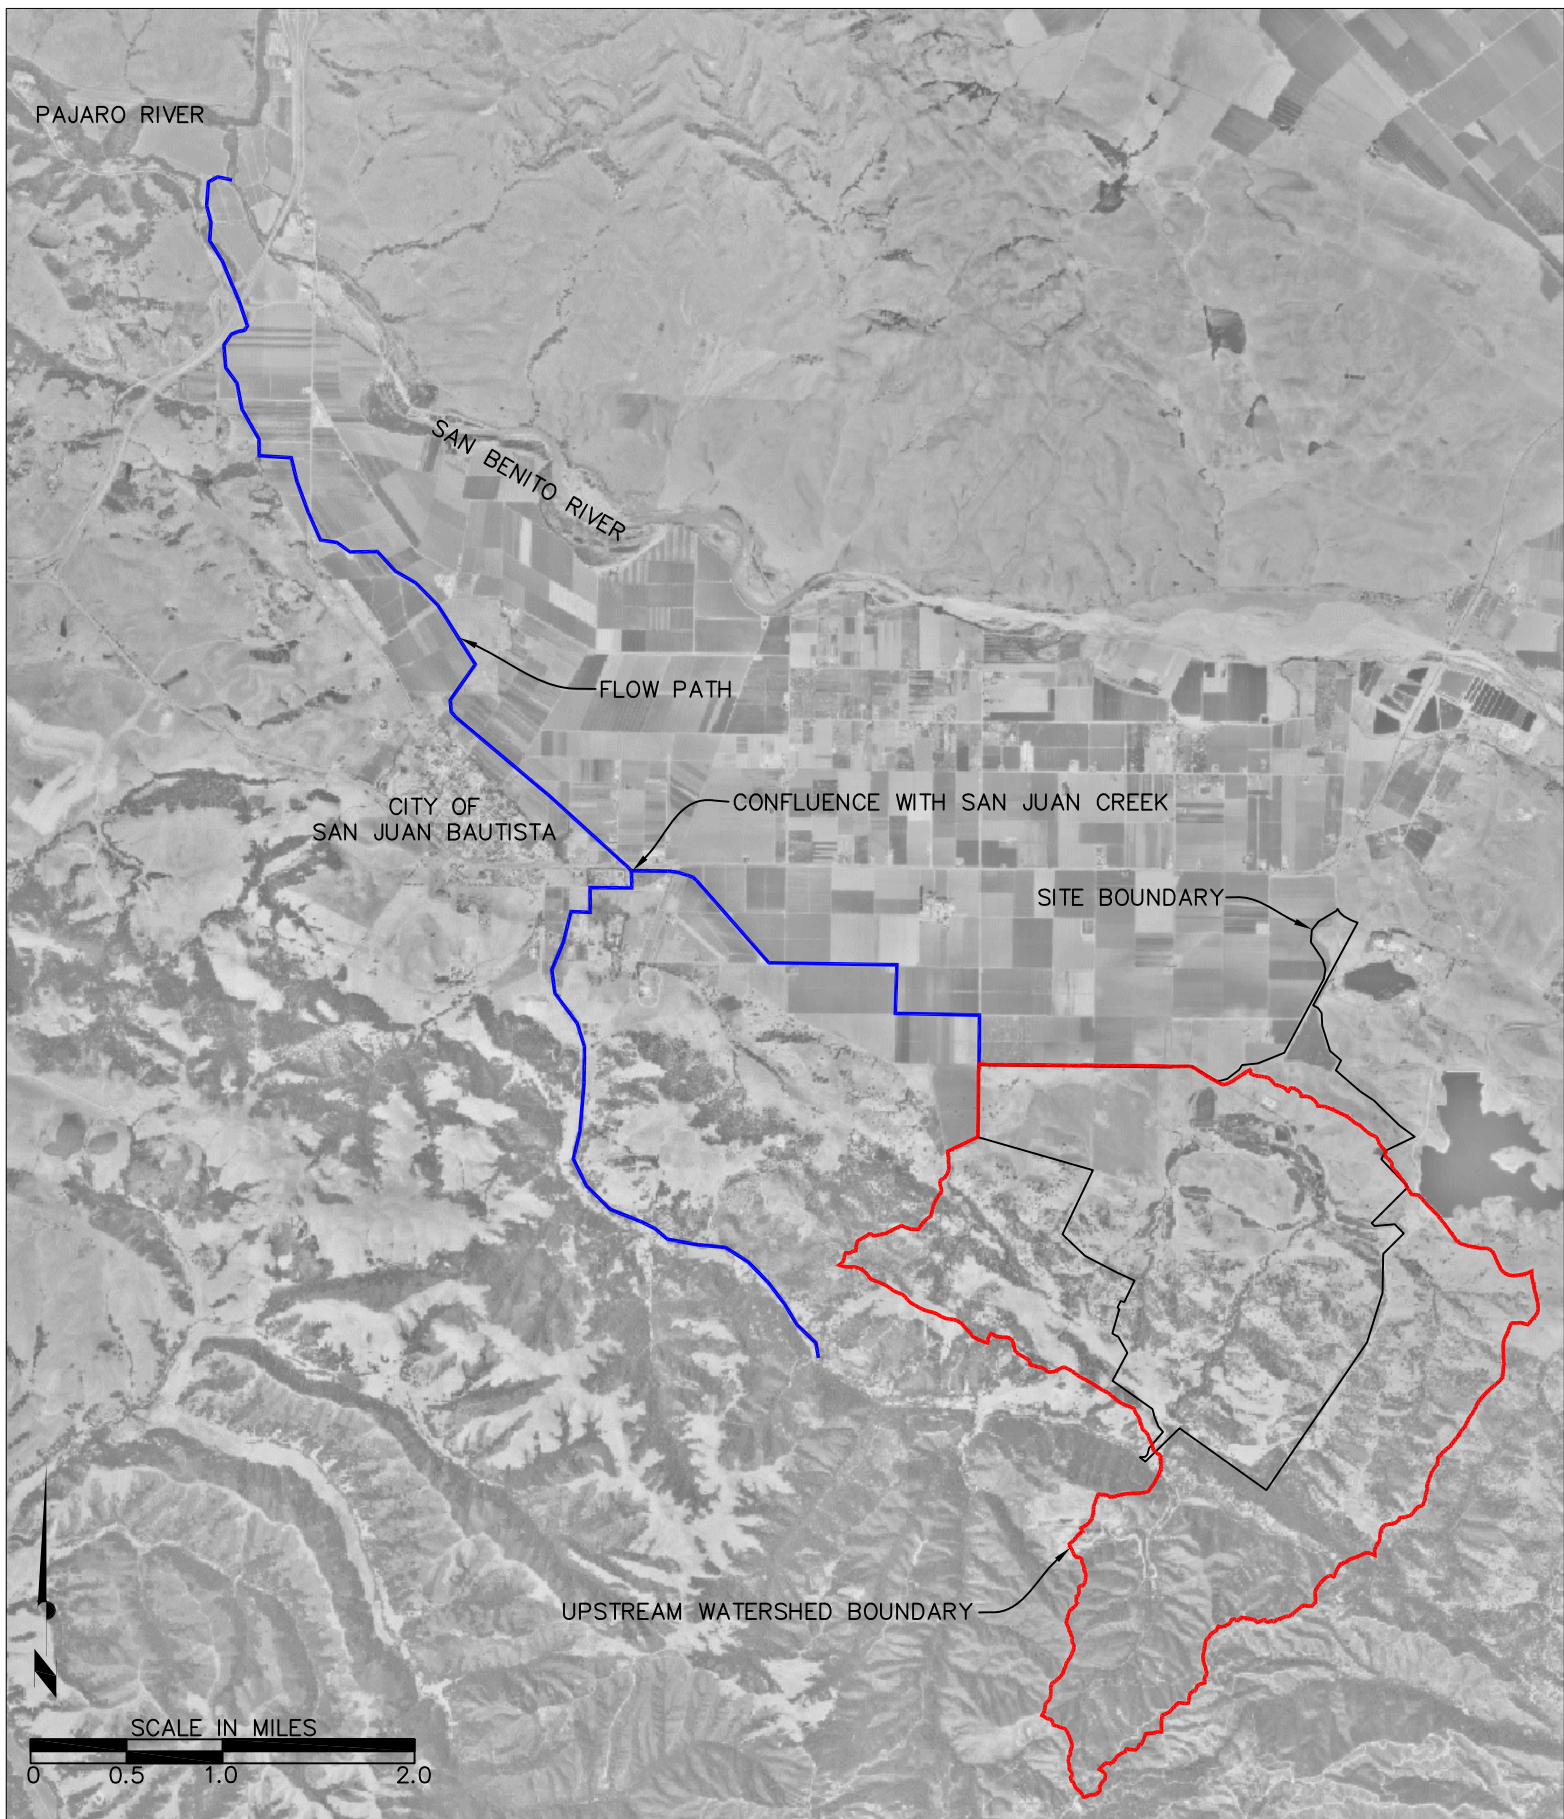 PAJARO RIVER
SAN BENITO RIVER
FLOW PATH
CITY OF
SAN JUAN BAUTISTA
CONFLUENCE WITH SAN JUAN CREEK
SITE BOUNDARY
UPSTREAM WATERSHED BOUNDARY
N
SCALE IN MILES
0 0.5 1.0 2.0